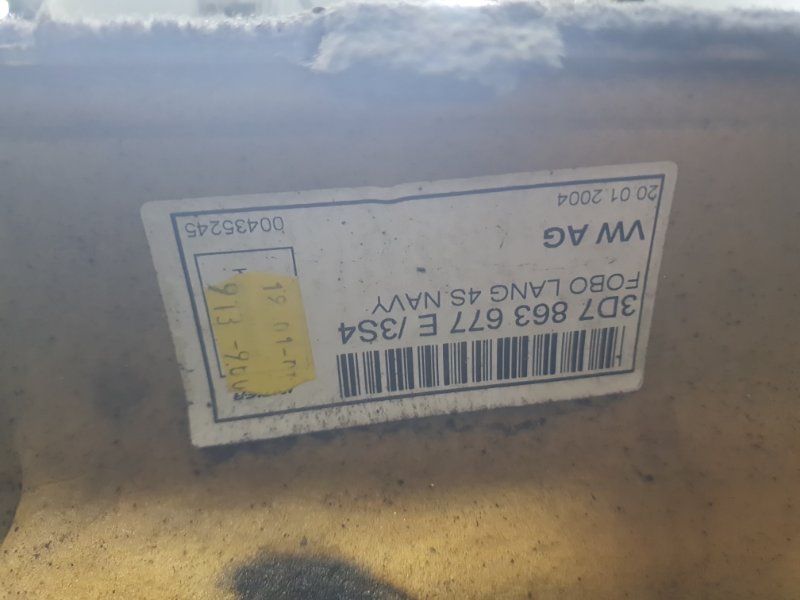 3D7 863 677 E /3S4
FOBO LANG 4S NAVY
VW AG
20 01 2004
00435245